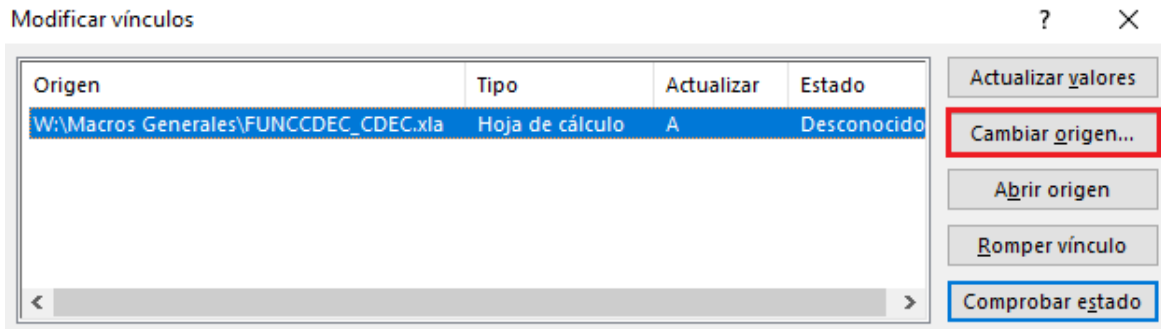 Modificar vínculos ? ×
Origen Tipo Actualizar Estado
W:\Macros Generales\FUNCCDEC_CDEC.xla Hoja de cálculo A Desconocido
Actualizar valores
Cambiar origen...
Abrir origen
Romper vínculo
Comprobar estado